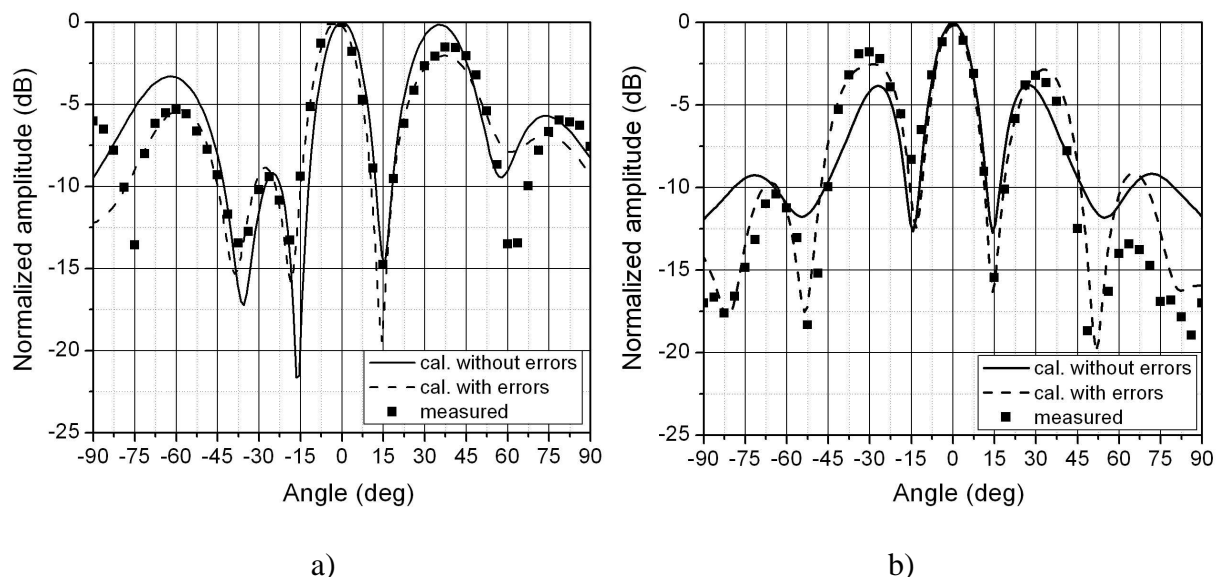 Normalized amplitude (dB)
0
-5
-10
-15
-20
-25
cal. without errors
cal. with errors
measured
-90 -75 -60 -45 -30 -15 0 15 30 45 60 75 90
Angle (deg)
a)
Normalized amplitude (dB)
0
-5
-10
-15
-20
-25
cal. without errors
cal. with errors
measured
-90 -75 -60 -45 -30 -15 0 15 30 45 60 75 90
Angle (deg)
b)